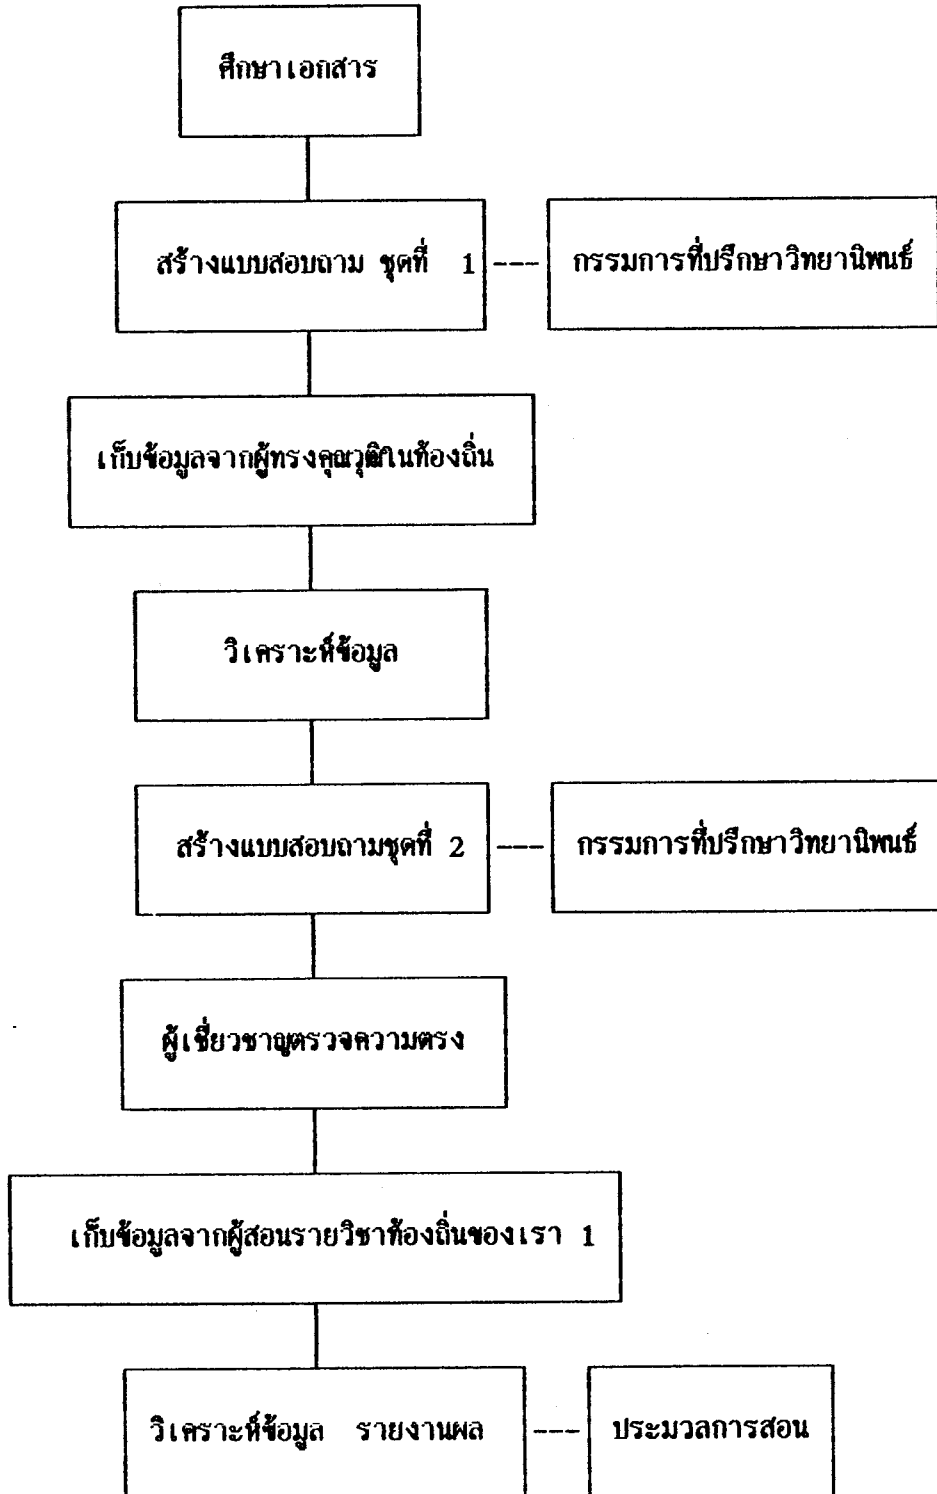 ศึกษาเอกสาร
สร้างแบบสอบถาม ชุดที่ 1 --- กรรมการที่ปรึกษาวิทยานิพนธ์
เก็บข้อมูลจากผู้ทรงคุณวุฒิในท้องถิ่น
วิเคราะห์ข้อมูล
สร้างแบบสอบถามชุดที่ 2 --- กรรมการที่ปรึกษาวิทยานิพนธ์
ผู้เชี่ยวชาญตรวจความตรง
เก็บข้อมูลจากผู้สอนรายวิชาท้องถิ่นของเรา 1
วิเคราะห์ข้อมูล รายงานผล --- ประมวลการสอน